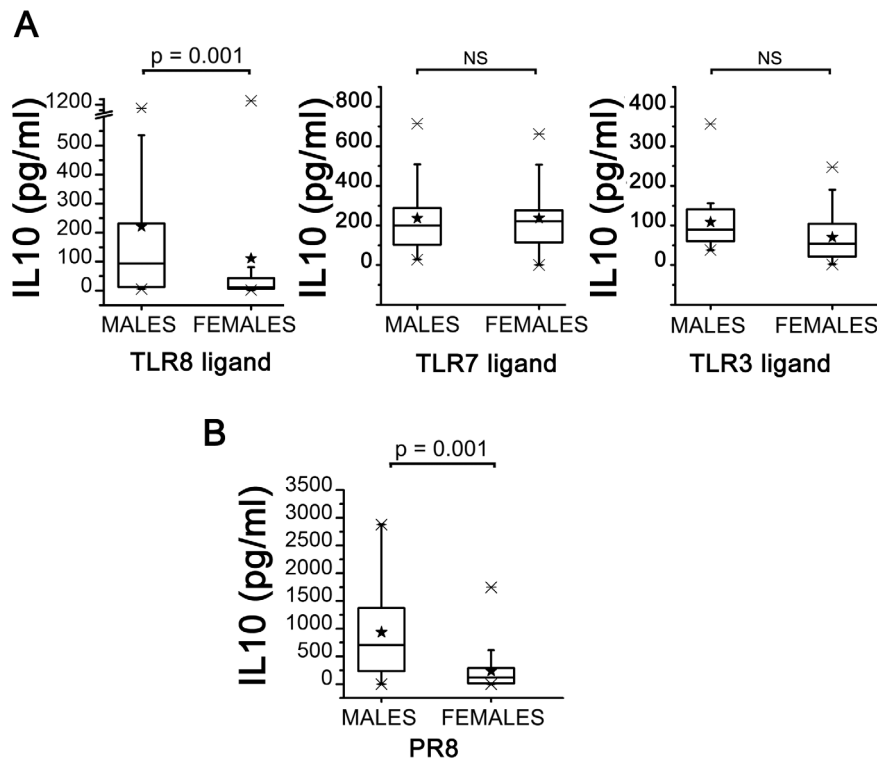 A
p = 0.001
NS
NS
IL10 (pg/ml)
1200
500
400
300
200
100
0
MALES FEMALES
TLR8 ligand
IL10 (pg/ml)
800
600
400
200
0
MALES FEMALES
TLR7 ligand
IL10 (pg/ml)
400
300
200
100
0
MALES FEMALES
TLR3 ligand
B
p = 0.001
IL10 (pg/ml)
3500
3000
2500
2000
1500
1000
500
0
MALES FEMALES
PR8